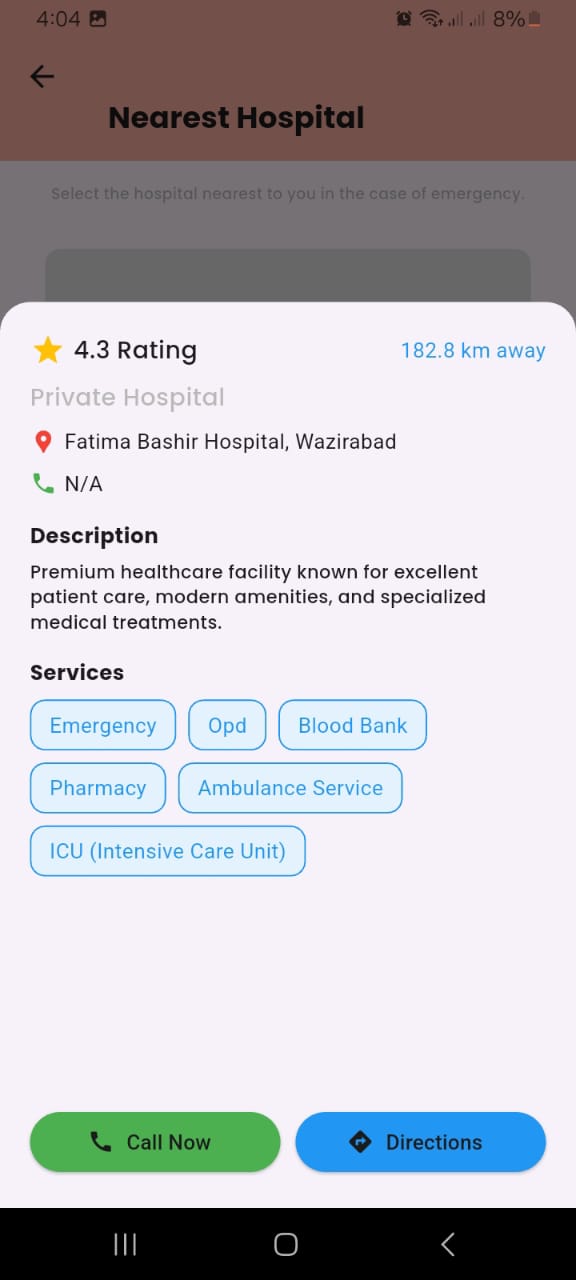 4:04 8%
Nearest Hospital
Select the hospital nearest to you in the case of emergency.
4.3 Rating 182.8 km away
Private Hospital
Fatima Bashir Hospital, Wazirabad
N/A
Description
Premium healthcare facility known for excellent
patient care, modern amenities, and specialized
medical treatments.
Services
Emergency Opd Blood Bank
Pharmacy Ambulance Service
ICU (Intensive Care Unit)
Call Now Directions